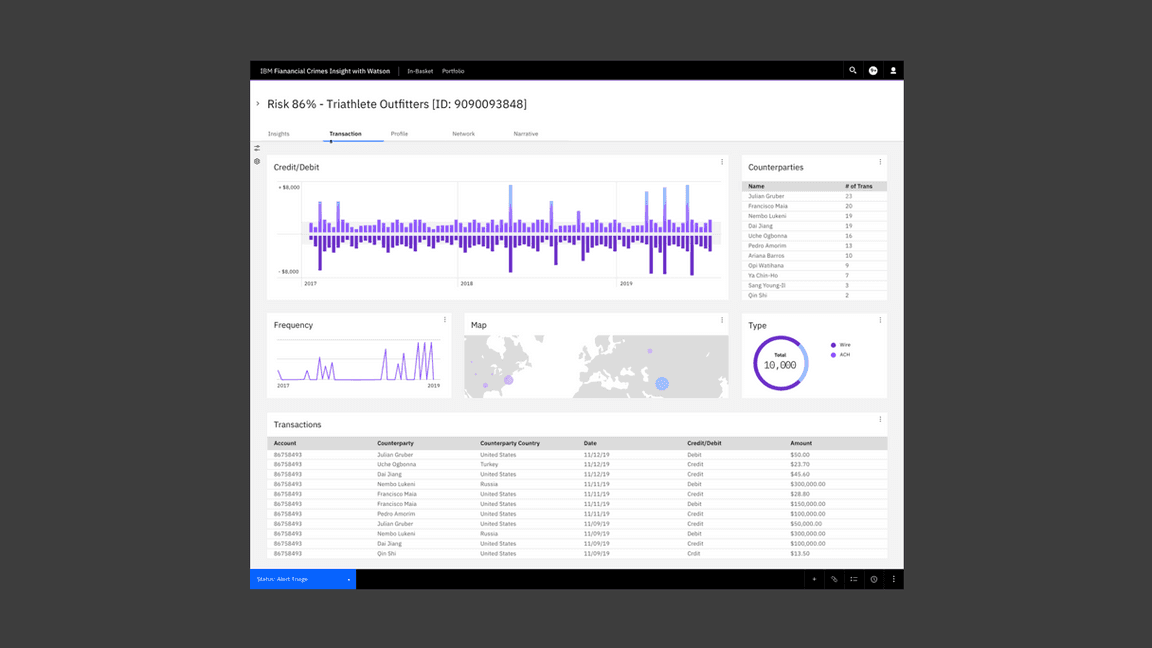 IBM Fianancial Crimes Insight with Watson In-Basket Portfolio
Risk 86% - Triathlete Outfitters [ID: 9090093848]
Insights Transaction Profile Network Narrative
Credit/Debit
+ $8,000
- $8,000
2017 2018 2019
Counterparties
Name # of Trans
Julian Gruber 23
Francisco Maia 20
Nembo Lukeni 19
Dai Jiang 19
Uche Ogbonna 16
Pedro Amorim 13
Ariana Barros 10
Opi Watihana 9
Ya Chin-Ho 7
Sang Young-Il 3
Qin Shi 2
Frequency
2017 2019
Map
Type
Total
10,000
Wire
ACH
Transactions
Account Counterparty Counterparty Country Date Credit/Debit Amount
86758493 Julian Gruber United States 11/12/19 Debit $50.00
86758493 Uche Ogbonna Turkey 11/12/19 Credit $23.70
86758493 Dai Jiang United States 11/12/19 Credit $45.60
86758493 Nembo Lukeni Russia 11/11/19 Debit $300,000.00
86758493 Francisco Maia United States 11/11/19 Credit $28.80
86758493 Francisco Maia United States 11/11/19 Debit $150,000.00
86758493 Pedro Amorim United States 11/11/19 Credit $100,000.00
86758493 Julian Gruber United States 11/09/19 Credit $50,000.00
86758493 Nembo Lukeni Russia 11/09/19 Debit $300,000.00
86758493 Dai Jiang United States 11/09/19 Credit $100,000.00
86758493 Qin Shi United States 11/09/19 Crdit $13.50
Status: Alert Triage